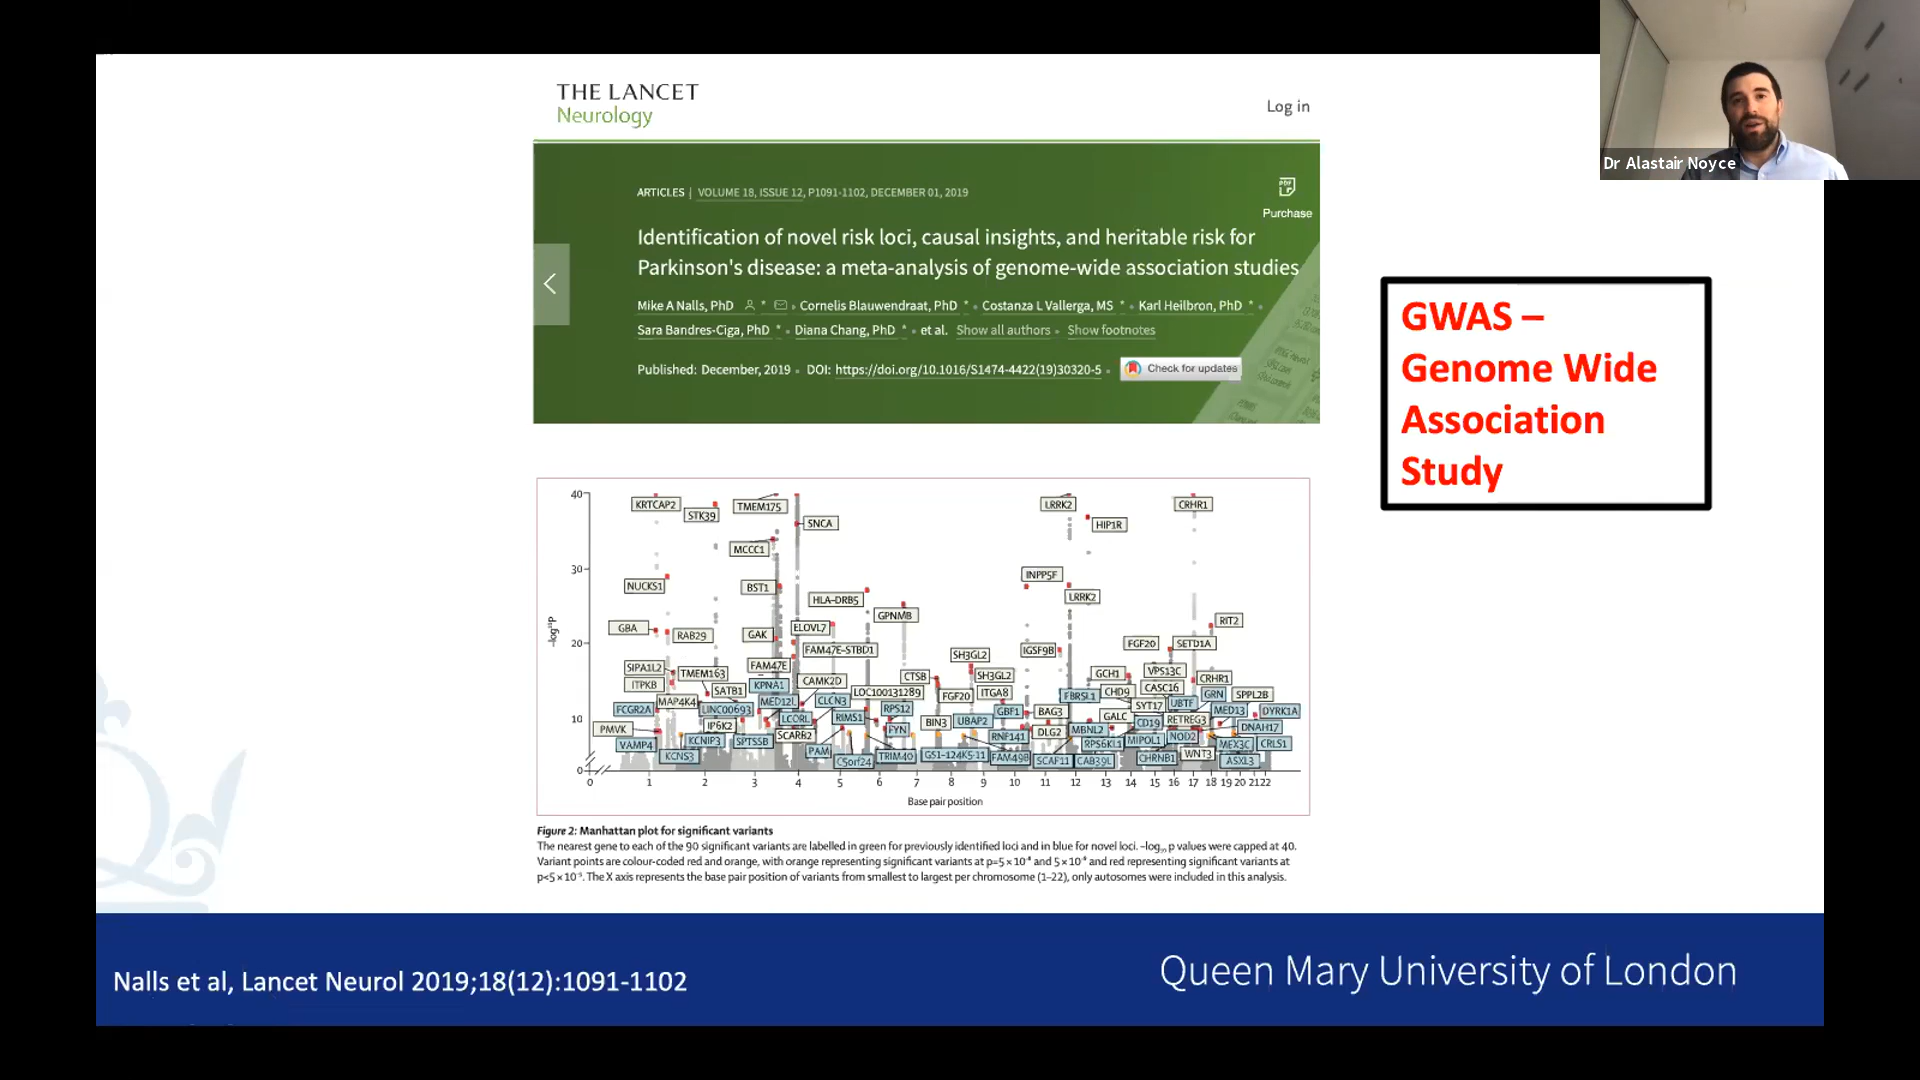 THE LANCET
Neurology
Log in
Dr Alastair Noyce
ARTICLES | VOLUME 18, ISSUE 12, P1091-1102, DECEMBER 01, 2019
PDF
Purchase
Identification of novel risk loci, causal insights, and heritable risk for
Parkinson's disease: a meta-analysis of genome-wide association studies
Mike A Nalls, PhD * • Cornelis Blauwendraat, PhD * • Costanza L Vallerga, MS * • Karl Heilbron, PhD * •
Sara Bandres-Ciga, PhD * • Diana Chang, PhD * • et al. Show all authors • Show footnotes
Published: December, 2019 • DOI: https://doi.org/10.1016/S1474-4422(19)30320-5 •
Check for updates
GWAS –
Genome Wide
Association
Study
40
30
20
10
0
-log¹⁰P
KRTCAP2
STK39
TMEM175
SNCA
MCCC1
LRRK2
HIP1R
CRHR1
NUCKS1
BST1
HLA-DRB5
GPNMB
INPP5F
LRRK2
RIT2
GBA
RAB29
GAK
ELOVL7
FAM47E-STBD1
SH3GL2
IGSF9B
FGF20
SETD1A
SIPA1L2
TMEM163
FAM47E
CTSB
SH3GL2
GCH1
VPS13C
CRHR1
ITPKB
SATB1
KPNA1
CAMK2D
LOC100131289
FGF20
ITGA8
FBRSL1
CHD9
CASC16
GRN
SPPL2B
FCGR2A
MAP4K4
LINC00693
MED12L
CLCN3
RPS12
GBF1
BAG3
SYT17
UBTF
MED13
DYRK1A
PMVK
IP6K2
LCORL
RIMS1
BIN3
UBAP2
GALC
CD19
RETREG3
DNAH17
VAMP4
KCNIP3
SPTSSB
SCARB2
FYN
RNF141
DLG2
MBNL2
RPS6KL1
MIPOL1
NOD2
MEX3C
CRLS1
KCNS3
PAM
C5orf24
TRIM40
GS1-124K5·11
FAM49B
SCAF11
CAB39L
CHRNB1
WNT3
ASXL3
0 1 2 3 4 5 6 7 8 9 10 11 12 13 14 15 16 17 18 19 20 21 22
Base pair position
Figure 2: Manhattan plot for significant variants
The nearest gene to each of the 90 significant variants are labelled in green for previously identified loci and in blue for novel loci. –log₁₀ p values were capped at 40.
Variant points are colour-coded red and orange, with orange representing significant variants at p=5 × 10⁻⁸ and 5 × 10⁻⁹ and red representing significant variants at
p<5 × 10⁻⁹. The X axis represents the base pair position of variants from smallest to largest per chromosome (1–22), only autosomes were included in this analysis.
Nalls et al, Lancet Neurol 2019;18(12):1091-1102
Queen Mary University of London